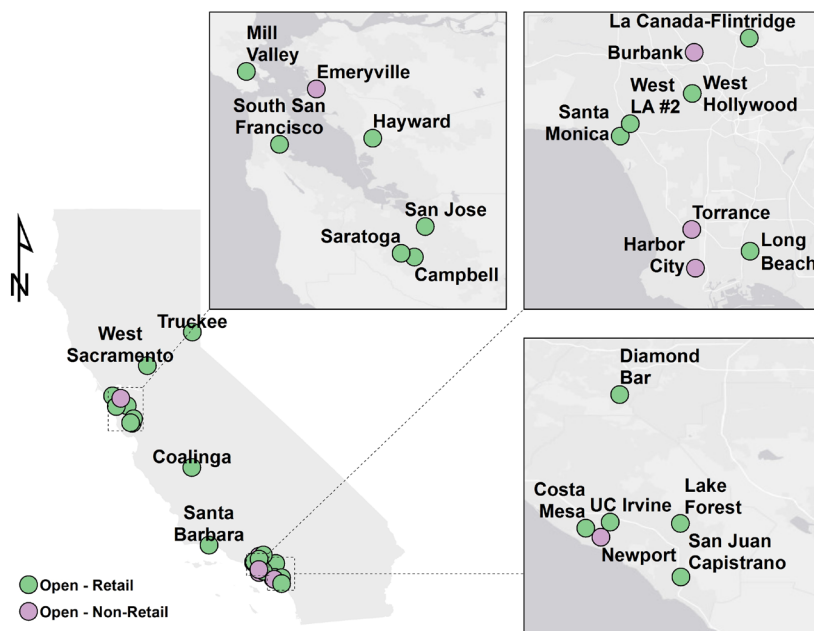 Mill
Valley
Emeryville
South San
Francisco
Hayward
San Jose
Saratoga
Campbell
La Canada-Flintridge
Burbank
West
LA #2
West
Hollywood
Santa
Monica
Torrance
Harbor
City
Long
Beach
N
Truckee
West
Sacramento
Coalinga
Santa
Barbara
Diamond
Bar
Costa
Mesa
UC Irvine
Lake
Forest
Newport
San Juan
Capistrano
Open - Retail
Open - Non-Retail